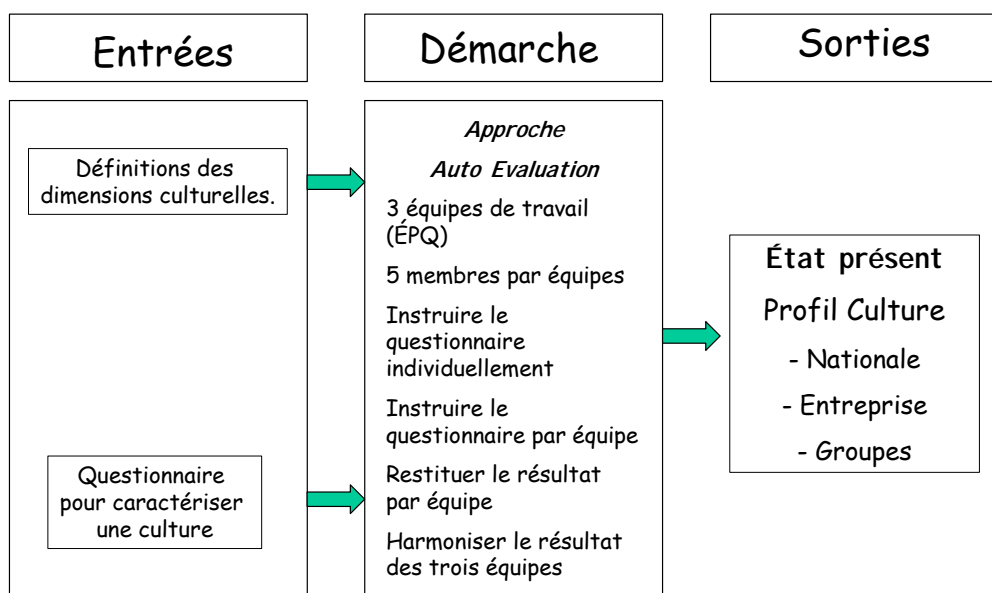 Entrées
Démarche
Sorties
Définitions des
dimensions culturelles.
Questionnaire
pour caractériser
une culture
Approche
Auto Evaluation
3 équipes de travail
(ÉPQ)
5 membres par équipes
Instruire le
questionnaire
individuellement
Instruire le
questionnaire par équipe
Restituer le résultat
par équipe
Harmoniser le résultat
des trois équipes
État présent
Profil Culture
- Nationale
- Entreprise
- Groupes